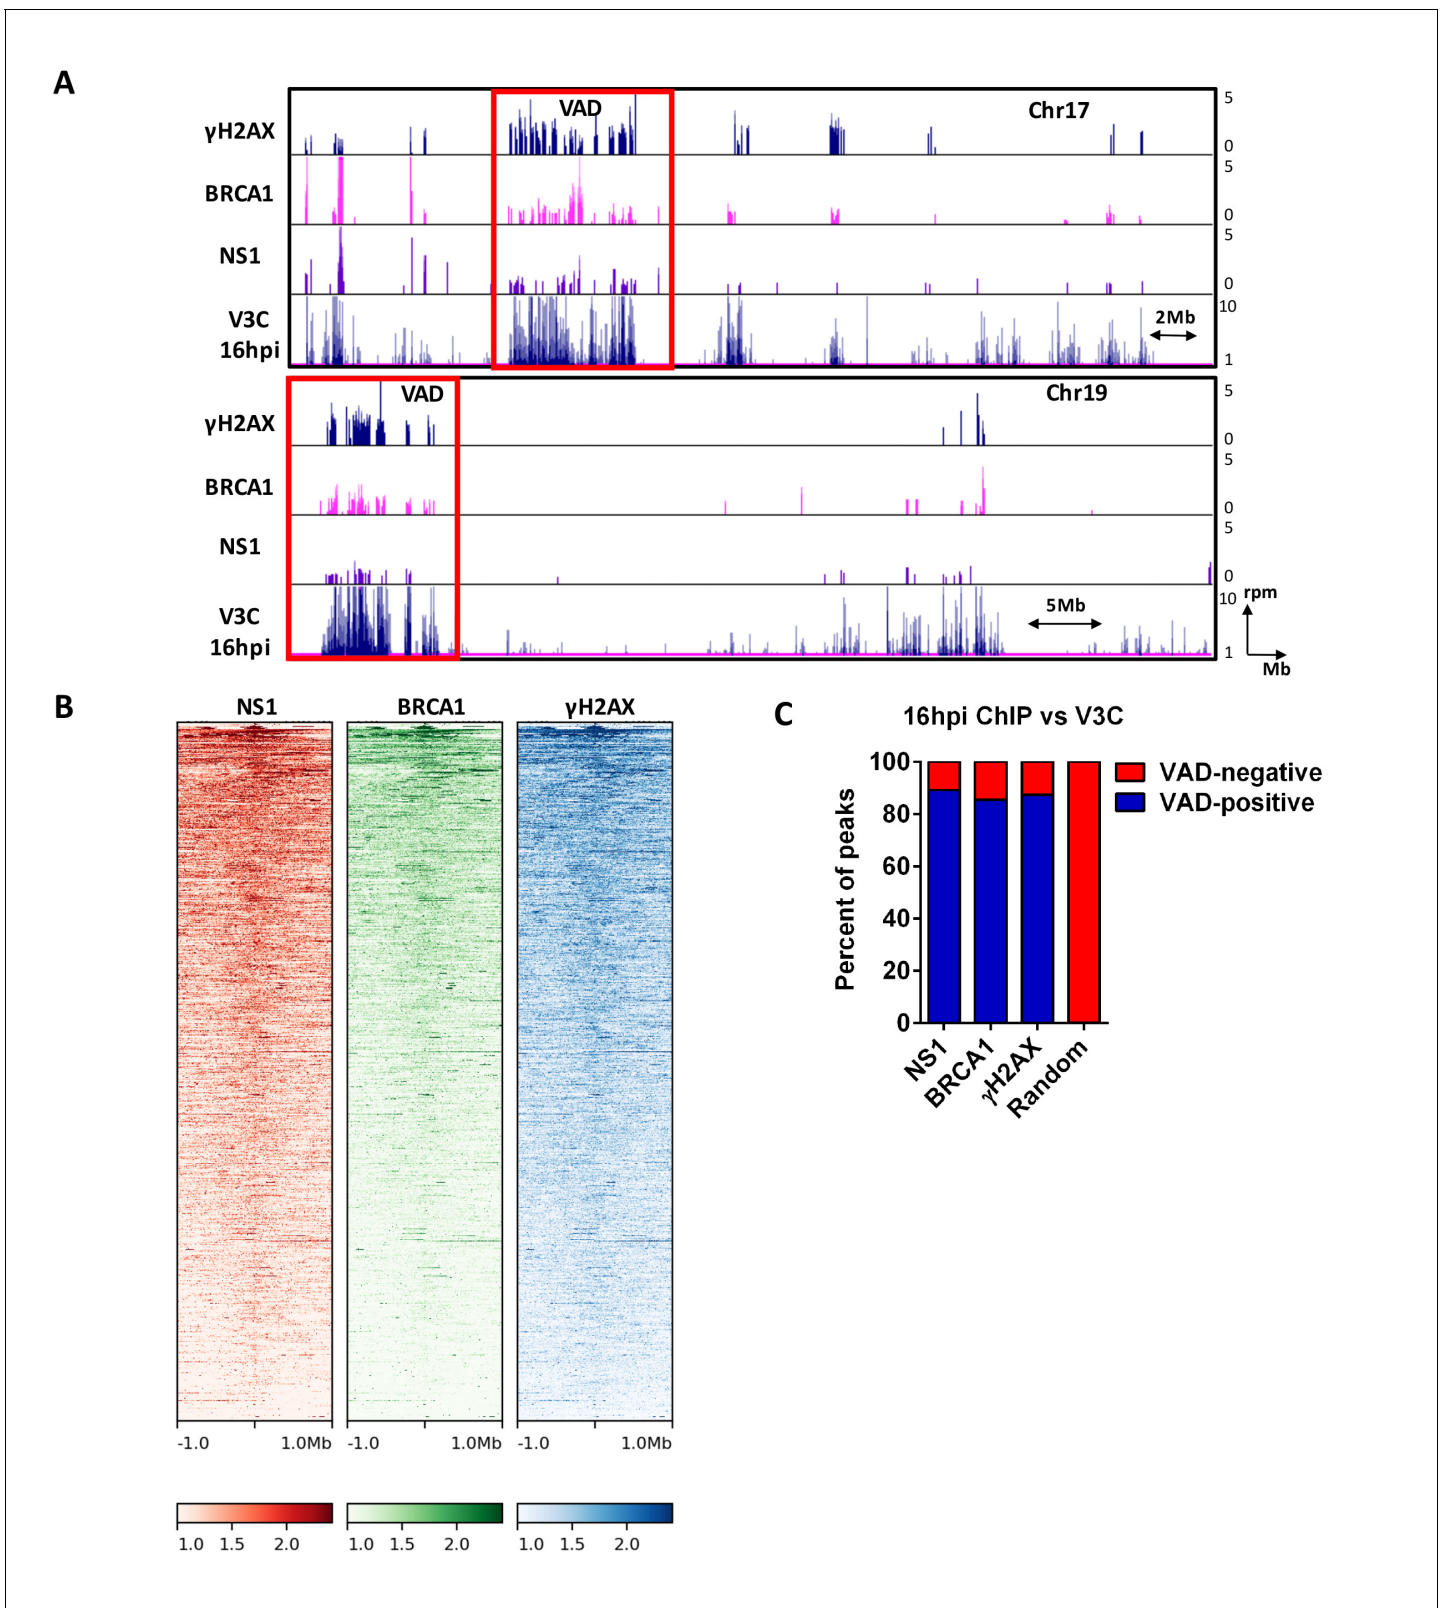 A
VAD
Chr17
γH2AX
5
0
BRCA1
5
0
NS1
5
0
V3C
16hpi
10
1
2Mb
VAD
Chr19
γH2AX
5
0
BRCA1
5
0
NS1
5
0
V3C
16hpi
10
1
5Mb
rpm
Mb
B
NS1
BRCA1
γH2AX
-1.0
1.0Mb
-1.0
1.0Mb
-1.0
1.0Mb
1.0 1.5 2.0
1.0 1.5 2.0
1.0 1.5 2.0
C
16hpi ChIP vs V3C
Percent of peaks
100
80
60
40
20
0
NS1
BRCA1
γH2AX
Random
VAD-negative
VAD-positive